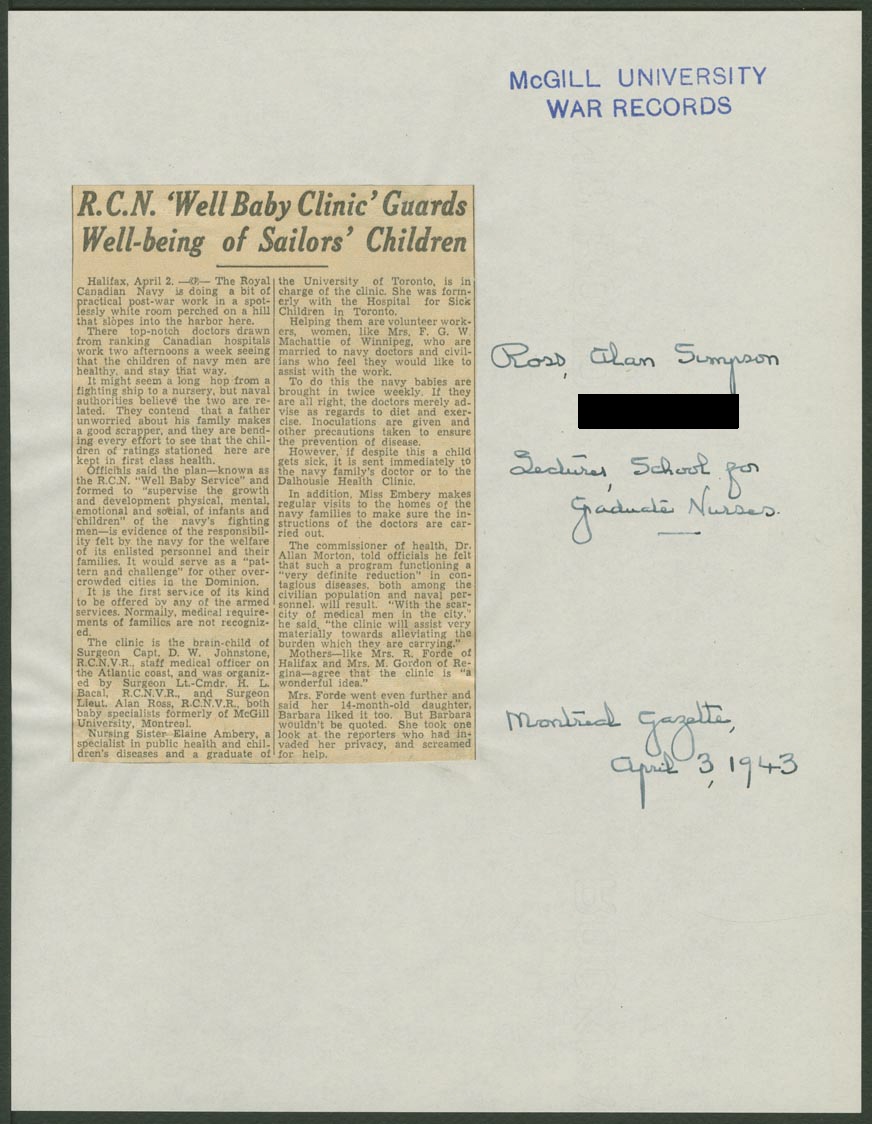 McGILL UNIVERSITY
WAR RECORDS
R.C.N. 'Well Baby Clinic' Guards
Well-being of Sailors' Children
Halifax, April 2. —CP— The Royal
Canadian Navy is doing a bit of
practical post-war work in a spot-
lessly white room perched on a hill
that slopes into the harbor here.
There top-notch doctors drawn
from ranking Canadian hospitals
work two afternoons a week seeing
that the children of navy men are
healthy, and stay that way.
It might seem a long hop from a
fighting ship to a nursery, but naval
authorities believe the two are re-
lated. They contend that a father
unworried about his family makes
a good scrapper, and they are bend-
ing every effort to see that the chil-
dren of ratings stationed here are
kept in first class health.
Officials said the plan—known as
the R.C.N. "Well Baby Service" and
formed to "supervise the growth
and development physical, mental,
emotional and social, of infants and
children" of the navy's fighting
men—is evidence of the responsibil-
ity felt by the navy for the welfare
of its enlisted personnel and their
families. It would serve as a "pat-
tern and challenge" for other over-
crowded cities in the Dominion.
It is the first service of its kind
to be offered by any of the armed
services. Normally, medical require-
ments of families are not recogniz-
ed.
The clinic is the brain-child of
Surgeon Capt. D. W. Johnstone,
R.C.N.V.R., staff medical officer on
the Atlantic coast, and was organiz-
ed by Surgeon Lt.-Cmdr. H. L.
Bacal, R.C.N.V.R., and Surgeon
Lieut. Alan Ross, R.C.N.V.R., both
baby specialists formerly of McGill
University, Montreal.
Nursing Sister Elaine Ambery, a
specialist in public health and chil-
dren's diseases and a graduate of
the University of Toronto, is in
charge of the clinic. She was form-
erly with the Hospital for Sick
Children in Toronto.
Helping them are volunteer work-
ers, women, like Mrs. F. G. W.
Machattie of Winnipeg, who are
married to navy doctors and civil-
ians who feel they would like to
assist with the work.
To do this the navy babies are
brought in twice weekly. If they
are all right, the doctors merely ad-
vise as regards to diet and exer-
cise. Inoculations are given and
other precautions taken to ensure
the prevention of disease.
However, if despite this a child
gets sick, it is sent immediately to
the navy family's doctor or to the
Dalhousie Health Clinic.
In addition, Miss Embery makes
regular visits to the homes of the
navy families to make sure the in-
structions of the doctors are car-
ried out.
The commissioner of health, Dr.
Allan Morton, told officials he felt
that such a program functioning a
"very definite reduction" in con-
tagious diseases, both among the
civilian population and naval per-
sonnel, will result. "With the scar-
city of medical men in the city,"
he said, "the clinic will assist very
materially towards alleviating the
burden which they are carrying."
Mothers—like Mrs. R. Forde of
Halifax and Mrs. M. Gordon of Re-
gina—agree that the clinic is "a
wonderful idea."
Mrs. Forde went even further and
said her 14-month-old daughter,
Barbara liked it too. But Barbara
wouldn't be quoted. She took one
look at the reporters who had in-
vaded her privacy, and screamed
for help.
Ross, Alan Simpson
Lecturer, School for
Graduate Nurses.
Montreal Gazette,
April 3, 1943